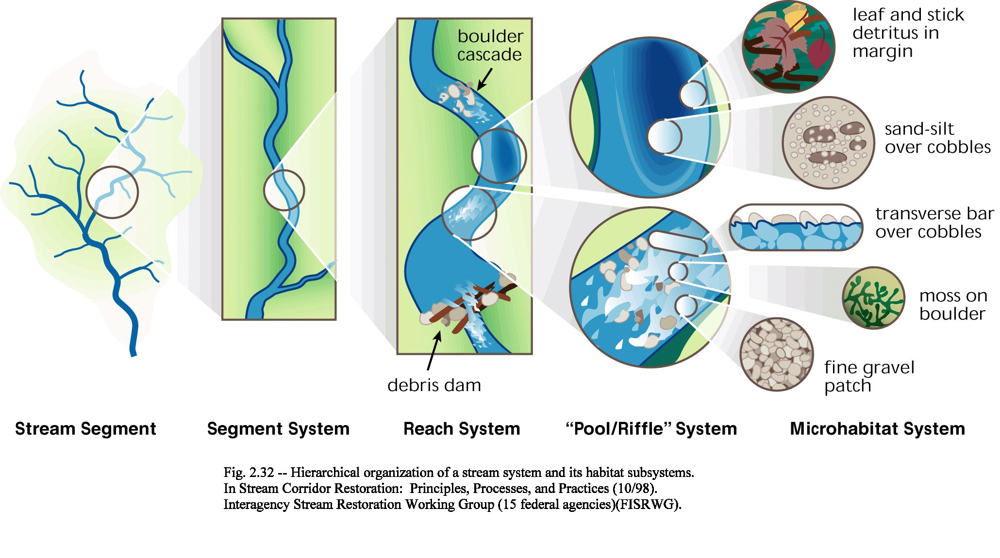 leaf and stick
detritus in
margin
boulder
cascade
sand-silt
over cobbles
transverse bar
over cobbles
moss on
boulder
fine gravel
patch
debris dam
Stream Segment
Segment System
Reach System
“Pool/Riffle” System
Microhabitat System
Fig. 2.32 -- Hierarchical organization of a stream system and its habitat subsystems.
In Stream Corridor Restoration:  Principles, Processes, and Practices (10/98).
Interagency Stream Restoration Working Group (15 federal agencies)(FISRWG).